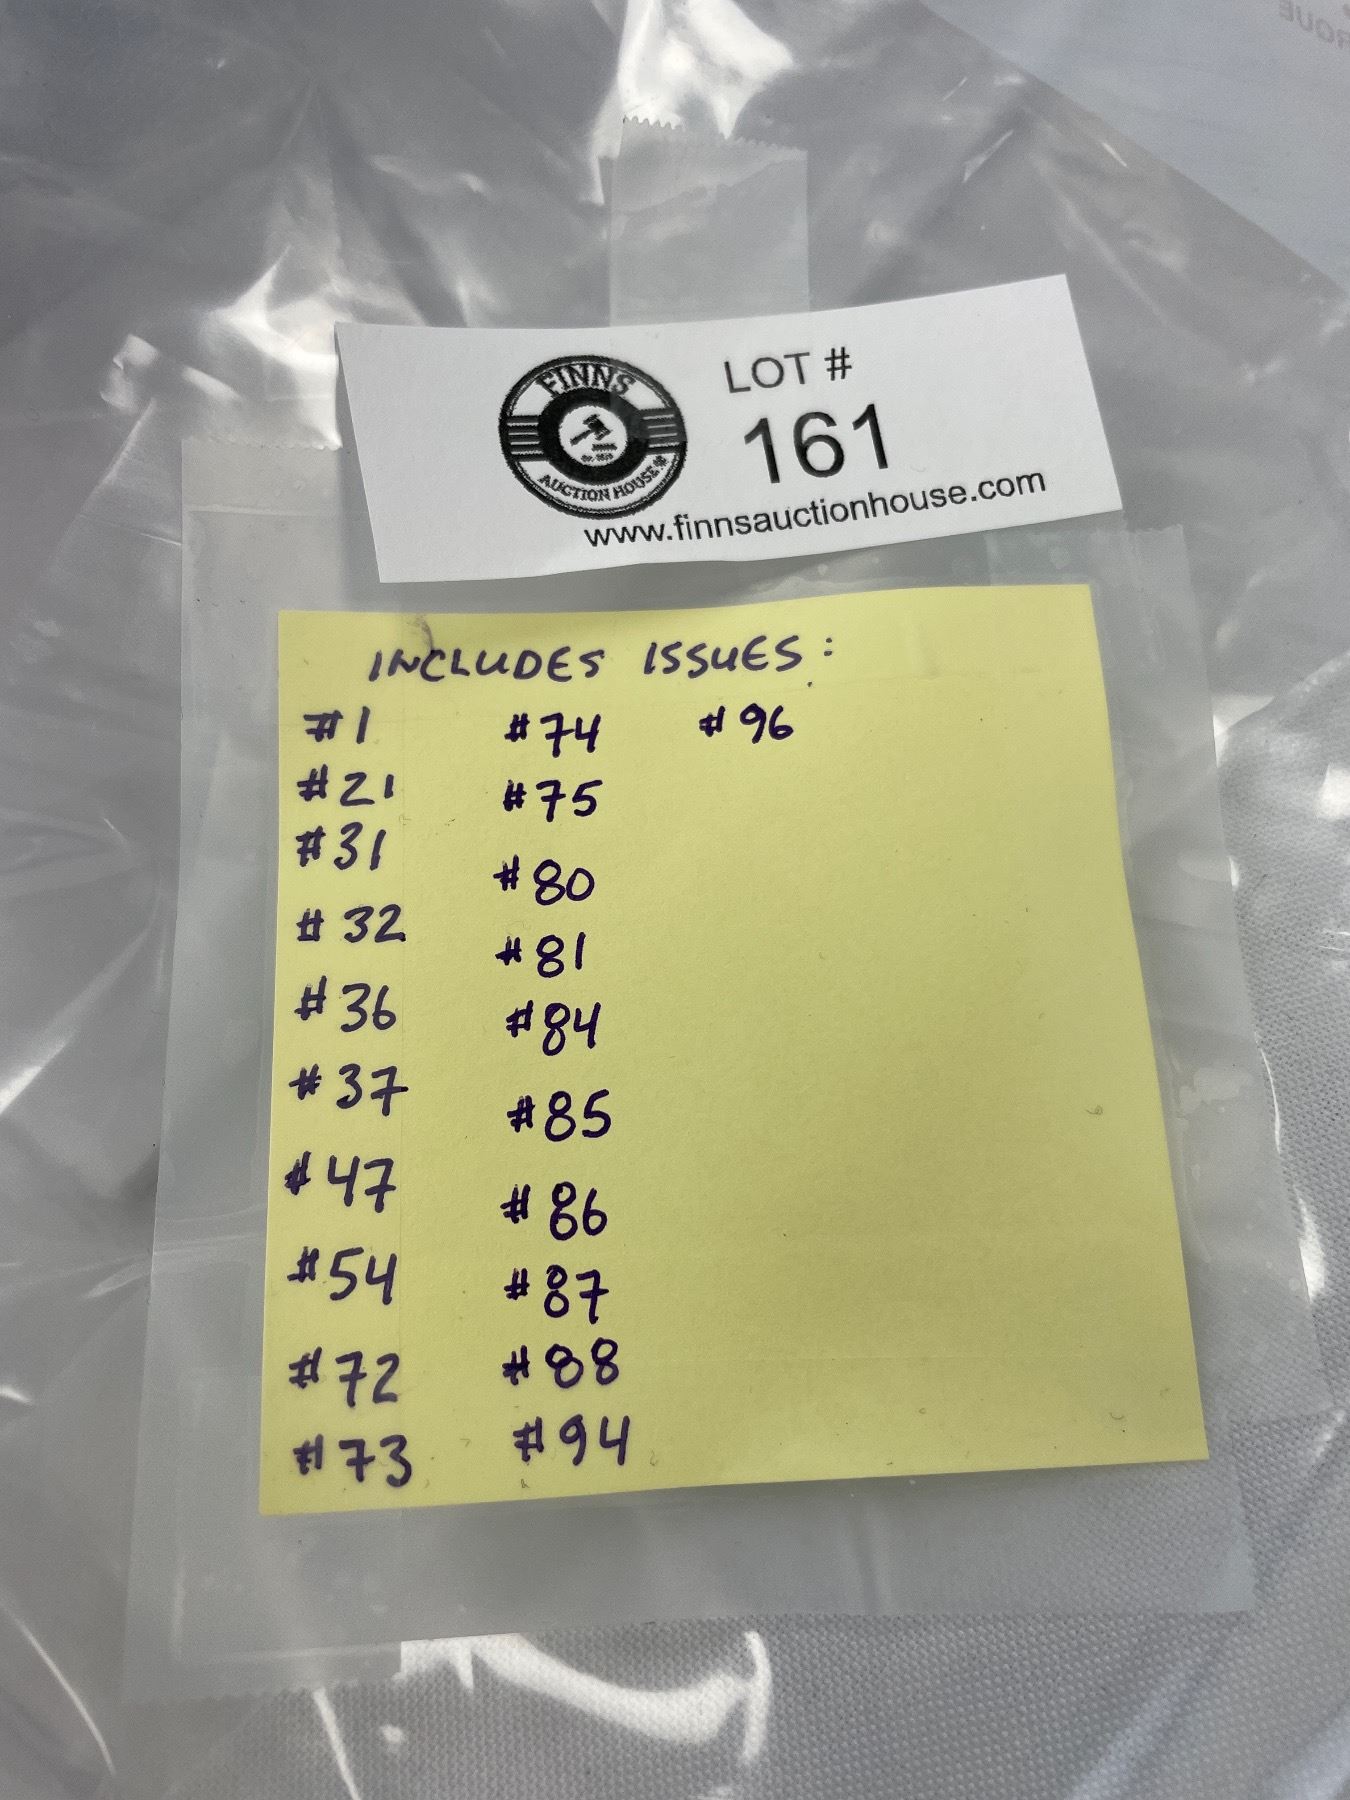 FINNS
AUCTION HOUSE
LOT #
161
www.finnsauctionhouse.com
INCLUDES ISSUES:
#1 #74 #96
#21 #75
#31 #80
#32 #81
#36 #84
#37 #85
#47 #86
#54 #87
#72 #88
#73 #94